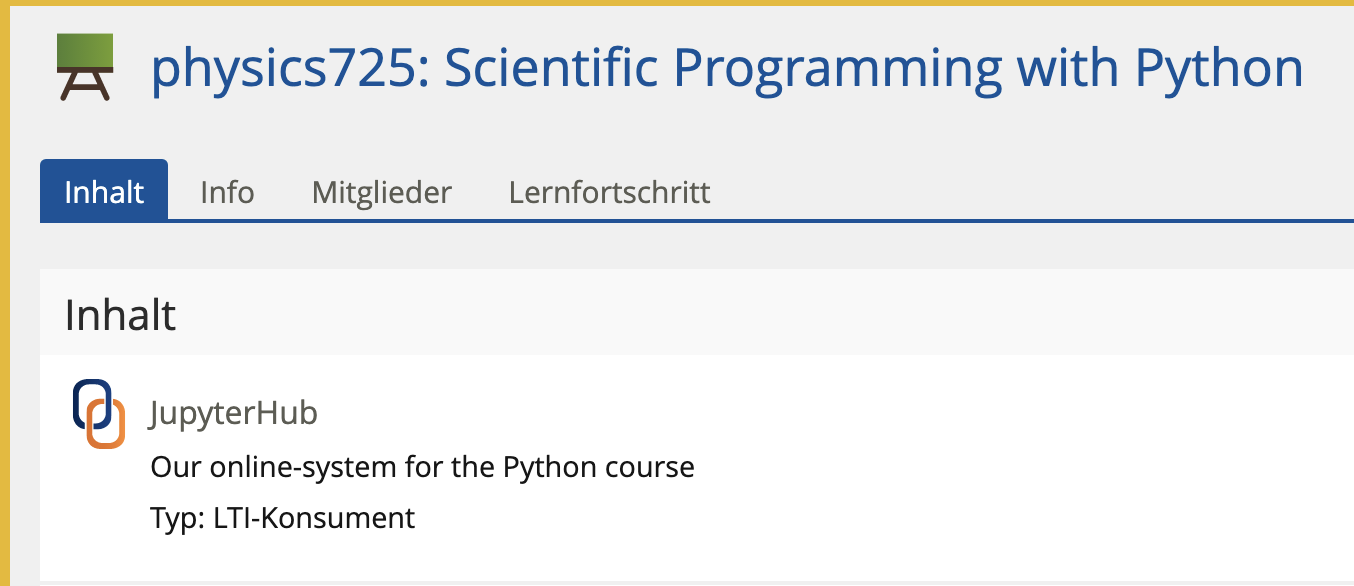 physics725: Scientific Programming with Python
Inhalt Info Mitglieder Lernfortschritt
Inhalt
JupyterHub
Our online-system for the Python course
Typ: LTI-Konsument